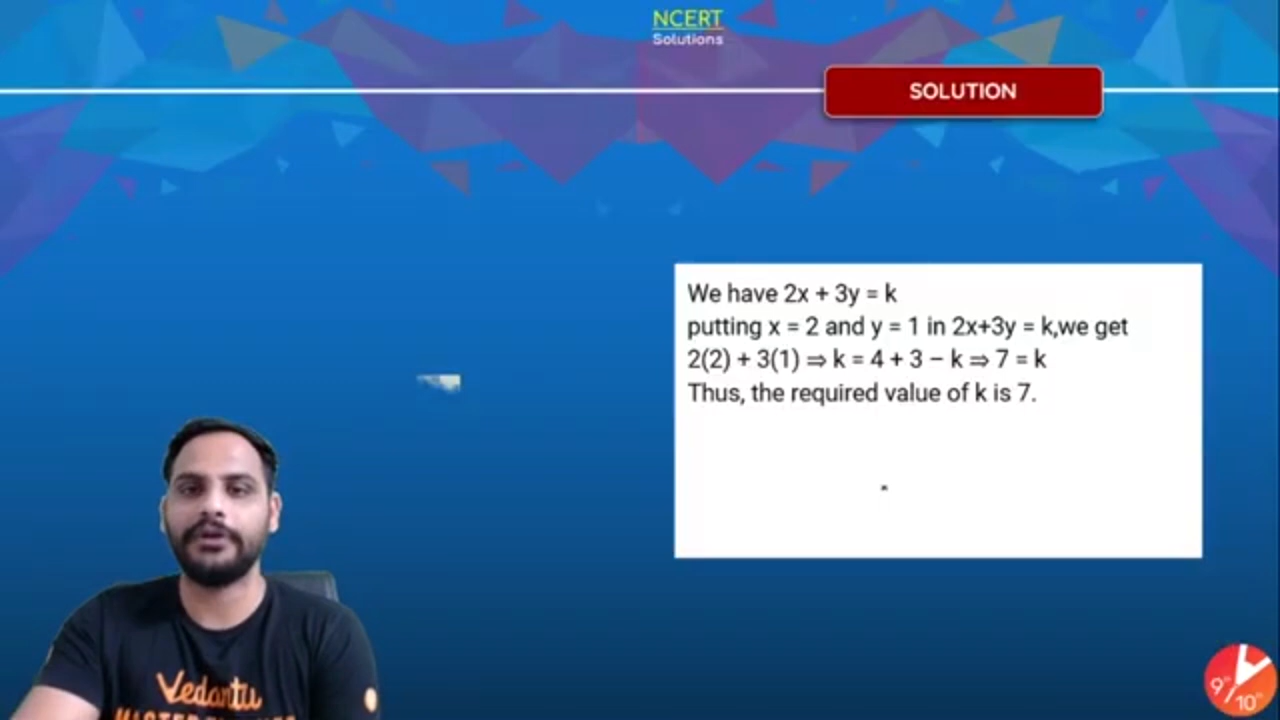 NCERT
Solutions
SOLUTION
We have 2x + 3y = k
putting x = 2 and y = 1 in 2x+3y = k,we get
2(2) + 3(1) ⇒ k = 4 + 3 − k ⇒ 7 = k
Thus, the required value of k is 7.
Vedantu
9th/10th